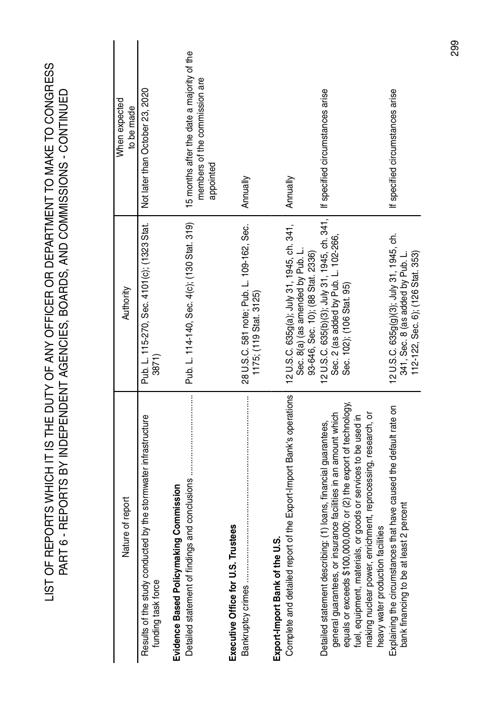 LIST OF REPORTS WHICH IT IS THE DUTY OF ANY OFFICER OR DEPARTMENT TO MAKE TO CONGRESS
PART 6 - REPORTS BY INDEPENDENT AGENCIES, BOARDS, AND COMMISSIONS - CONTINUED
Nature of report
Authority
When expected
to be made
Results of the study conducted by the stormwater infrastructure
funding task force
Pub. L. 115-270, Sec. 4101(c); (1323 Stat.
3871)
Not later than October 23, 2020
Evidence Based Policymaking Commission
Detailed statement of findings and conclusions
Pub. L. 114-140, Sec. 4(c); (130 Stat. 319)
15 months after the date a majority of the
members of the commission are
appointed
Executive Office for U.S. Trustees
Bankruptcy crimes
28 U.S.C. 581 note; Pub. L. 109-162, Sec.
1175; (119 Stat. 3125)
Annually
Export-Import Bank of the U.S.
Complete and detailed report of the Export-Import Bank's operations
12 U.S.C. 635g(a); July 31, 1945, ch. 341,
Sec. 8(a) (as amended by Pub. L.
93-646, Sec. 10); (88 Stat. 2336)
Annually
Detailed statement describing: (1) loans, financial guarantees,
general guarantees, or insurance facilities in an amount which
equals or exceeds $100,000,000; or (2) the export of technology,
fuel, equipment, materials, or goods or services to be used in
making nuclear power, enrichment, reprocessing, research, or
heavy water production facilities
12 U.S.C. 635(b)(3); July 31, 1945, ch. 341,
Sec. 2 (as added by Pub. L. 102-266,
Sec. 102); (106 Stat. 95)
If specified circumstances arise
Explaining the circumstances that have caused the default rate on
bank financing to be at least 2 percent
12 U.S.C. 635g(g)(3); July 31, 1945, ch.
341, Sec. 8 (as added by Pub. L.
112-122, Sec. 6); (126 Stat. 353)
If specified circumstances arise
299